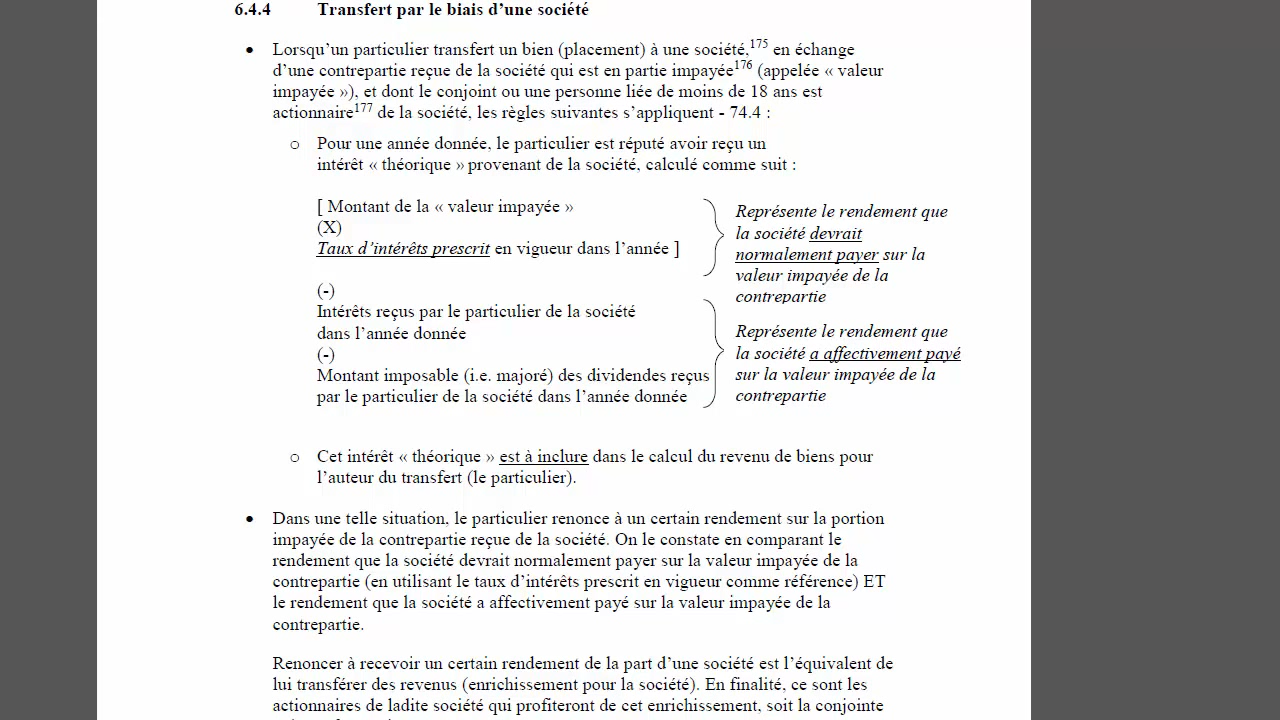 6.4.4 Transfert par le biais d’une société
• Lorsqu’un particulier transfert un bien (placement) à une société,175 en échange
d’une contrepartie reçue de la société qui est en partie impayée176 (appelée « valeur
impayée »), et dont le conjoint ou une personne liée de moins de 18 ans est
actionnaire177 de la société, les règles suivantes s’appliquent - 74.4 :
o Pour une année donnée, le particulier est réputé avoir reçu un
intérêt « théorique » provenant de la société, calculé comme suit :
[ Montant de la « valeur impayée »
(X)
Taux d’intérêts prescrit en vigueur dans l’année ]
Représente le rendement que
la société devrait
normalement payer sur la
valeur impayée de la
contrepartie
(-)
Intérêts reçus par le particulier de la société
dans l’année donnée
(-)
Montant imposable (i.e. majoré) des dividendes reçus
par le particulier de la société dans l’année donnée
Représente le rendement que
la société a affectivement payé
sur la valeur impayée de la
contrepartie
o Cet intérêt « théorique » est à inclure dans le calcul du revenu de biens pour
l’auteur du transfert (le particulier).
• Dans une telle situation, le particulier renonce à un certain rendement sur la portion
impayée de la contrepartie reçue de la société. On le constate en comparant le
rendement que la société devrait normalement payer sur la valeur impayée de la
contrepartie (en utilisant le taux d’intérêts prescrit en vigueur comme référence) ET
le rendement que la société a affectivement payé sur la valeur impayée de la
contrepartie.
Renoncer à recevoir un certain rendement de la part d’une société est l’équivalent de
lui transférer des revenus (enrichissement pour la société). En finalité, ce sont les
actionnaires de ladite société qui profiteront de cet enrichissement, soit la conjointe